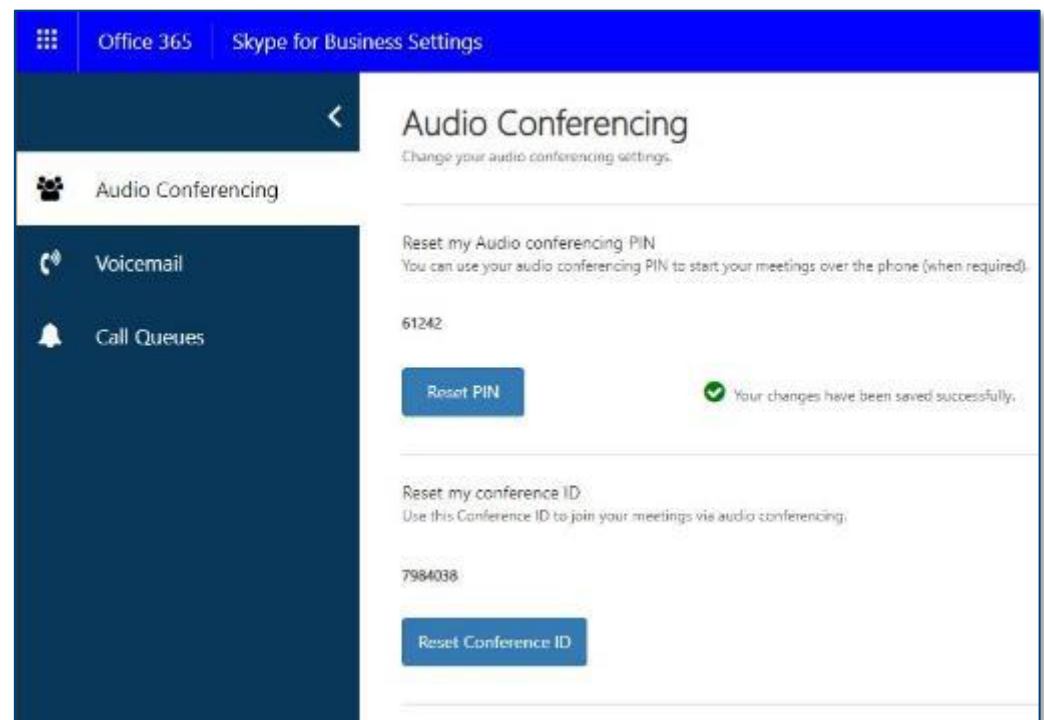 Office 365 Skype for Business Settings
Audio Conferencing
Voicemail
Call Queues
Audio Conferencing
Change your audio conferencing settings.
Reset my Audio conferencing PIN
You can use your audio conferencing PIN to start your meetings over the phone (when required).
61242
Reset PIN
Your changes have been saved successfully.
Reset my conference ID
Use this Conference ID to join your meetings via audio conferencing.
7984038
Reset Conference ID